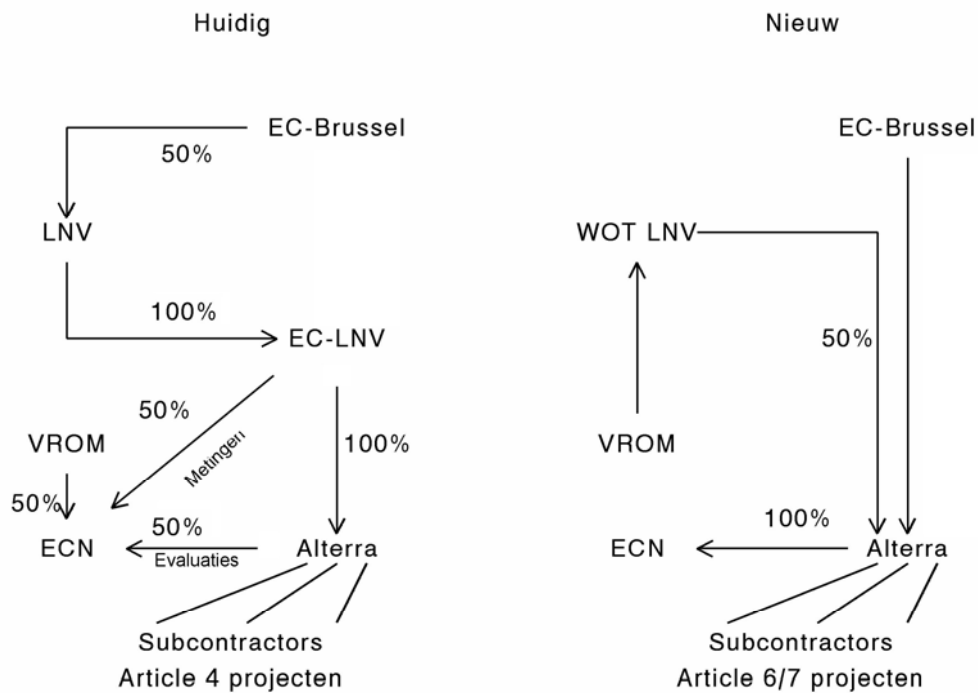 Huidig
EC-Brussel
50%
LNV
100%
EC-LNV
50%
Metingen
100%
VROM
50%
ECN
50%
Evaluaties
Alterra
Subcontractors
Article 4 projecten
Nieuw
EC-Brussel
WOT LNV
50%
VROM
100%
ECN
Alterra
Subcontractors
Article 6/7 projecten